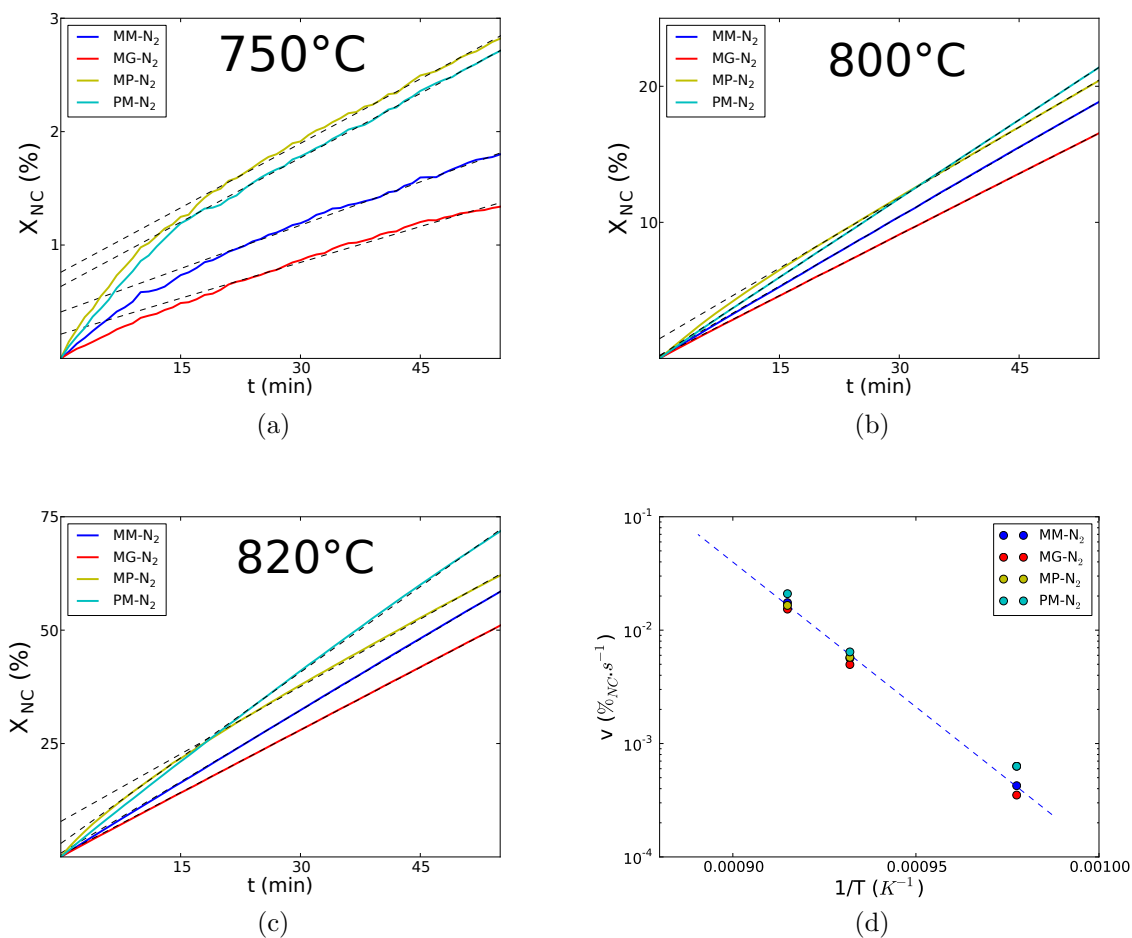 3
2
1
X NC (%)
MM-N₂
MG-N₂
MP-N₂
PM-N₂
750°C
15
30
45
t (min)
(a)
20
10
X NC (%)
MM-N₂
MG-N₂
MP-N₂
PM-N₂
800°C
15
30
45
t (min)
(b)
75
50
25
X NC (%)
MM-N₂
MG-N₂
MP-N₂
PM-N₂
820°C
15
30
45
t (min)
(c)
10⁻¹
10⁻²
10⁻³
10⁻⁴
v (%NC·s⁻¹)
MM-N₂
MG-N₂
MP-N₂
PM-N₂
0.00090
0.00095
0.00100
1/T (K⁻¹)
(d)